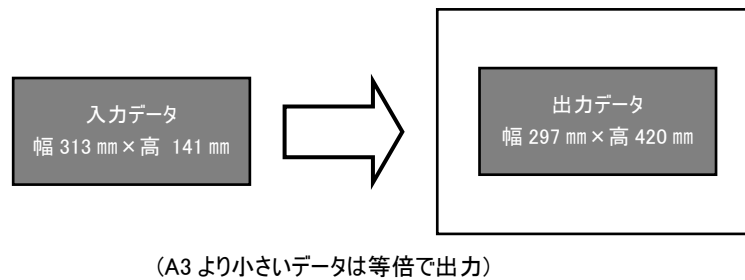 入力データ
幅 313 ㎜×高 141 ㎜
出力データ
幅 297 ㎜×高 420 ㎜
(A3 より小さいデータは等倍で出力)